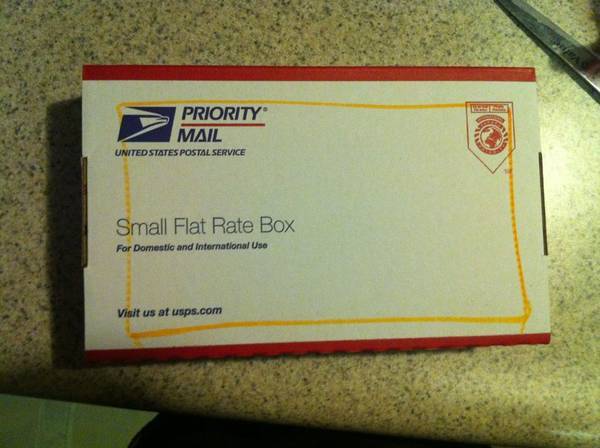 PRIORITY®
MAIL
UNITED STATES POSTAL SERVICE
Small Flat Rate Box
For Domestic and International Use
Visit us at usps.com